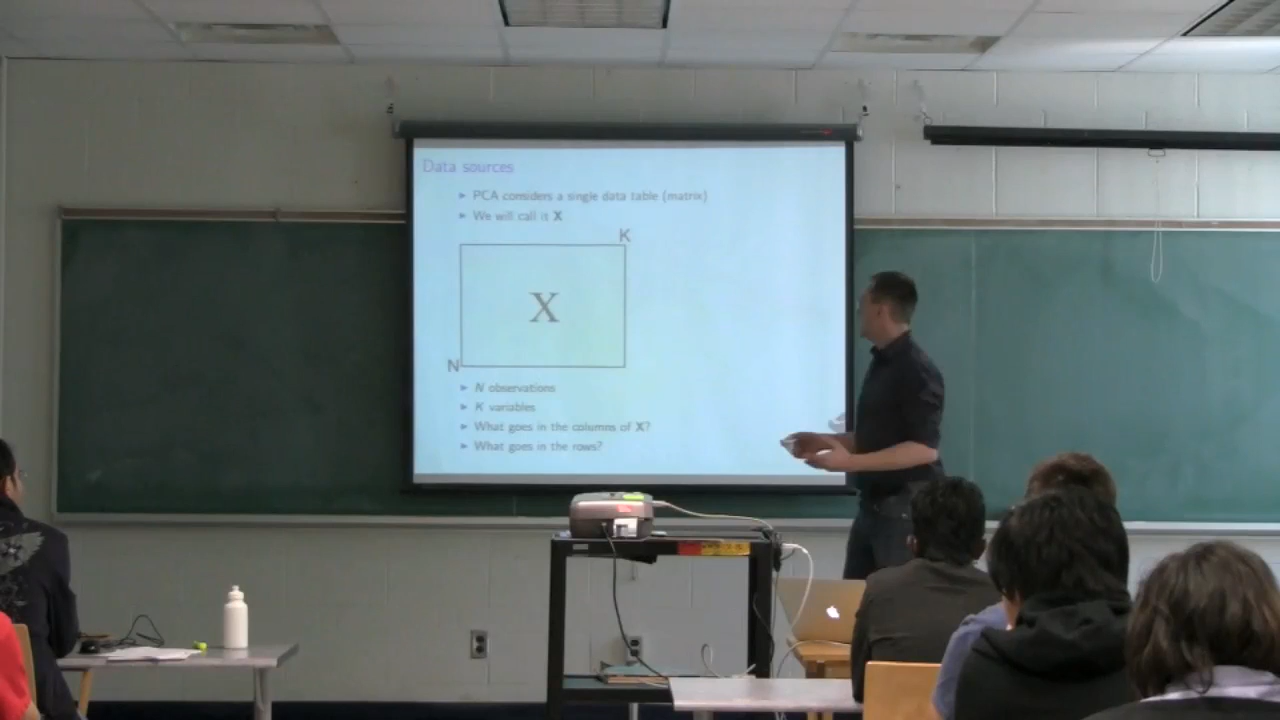 Data sources
▶ PCA considers a single data table (matrix)
▶ We will call it X
K
X
N
▶ N observations
▶ K variables
▶ What goes in the columns of X?
▶ What goes in the rows?